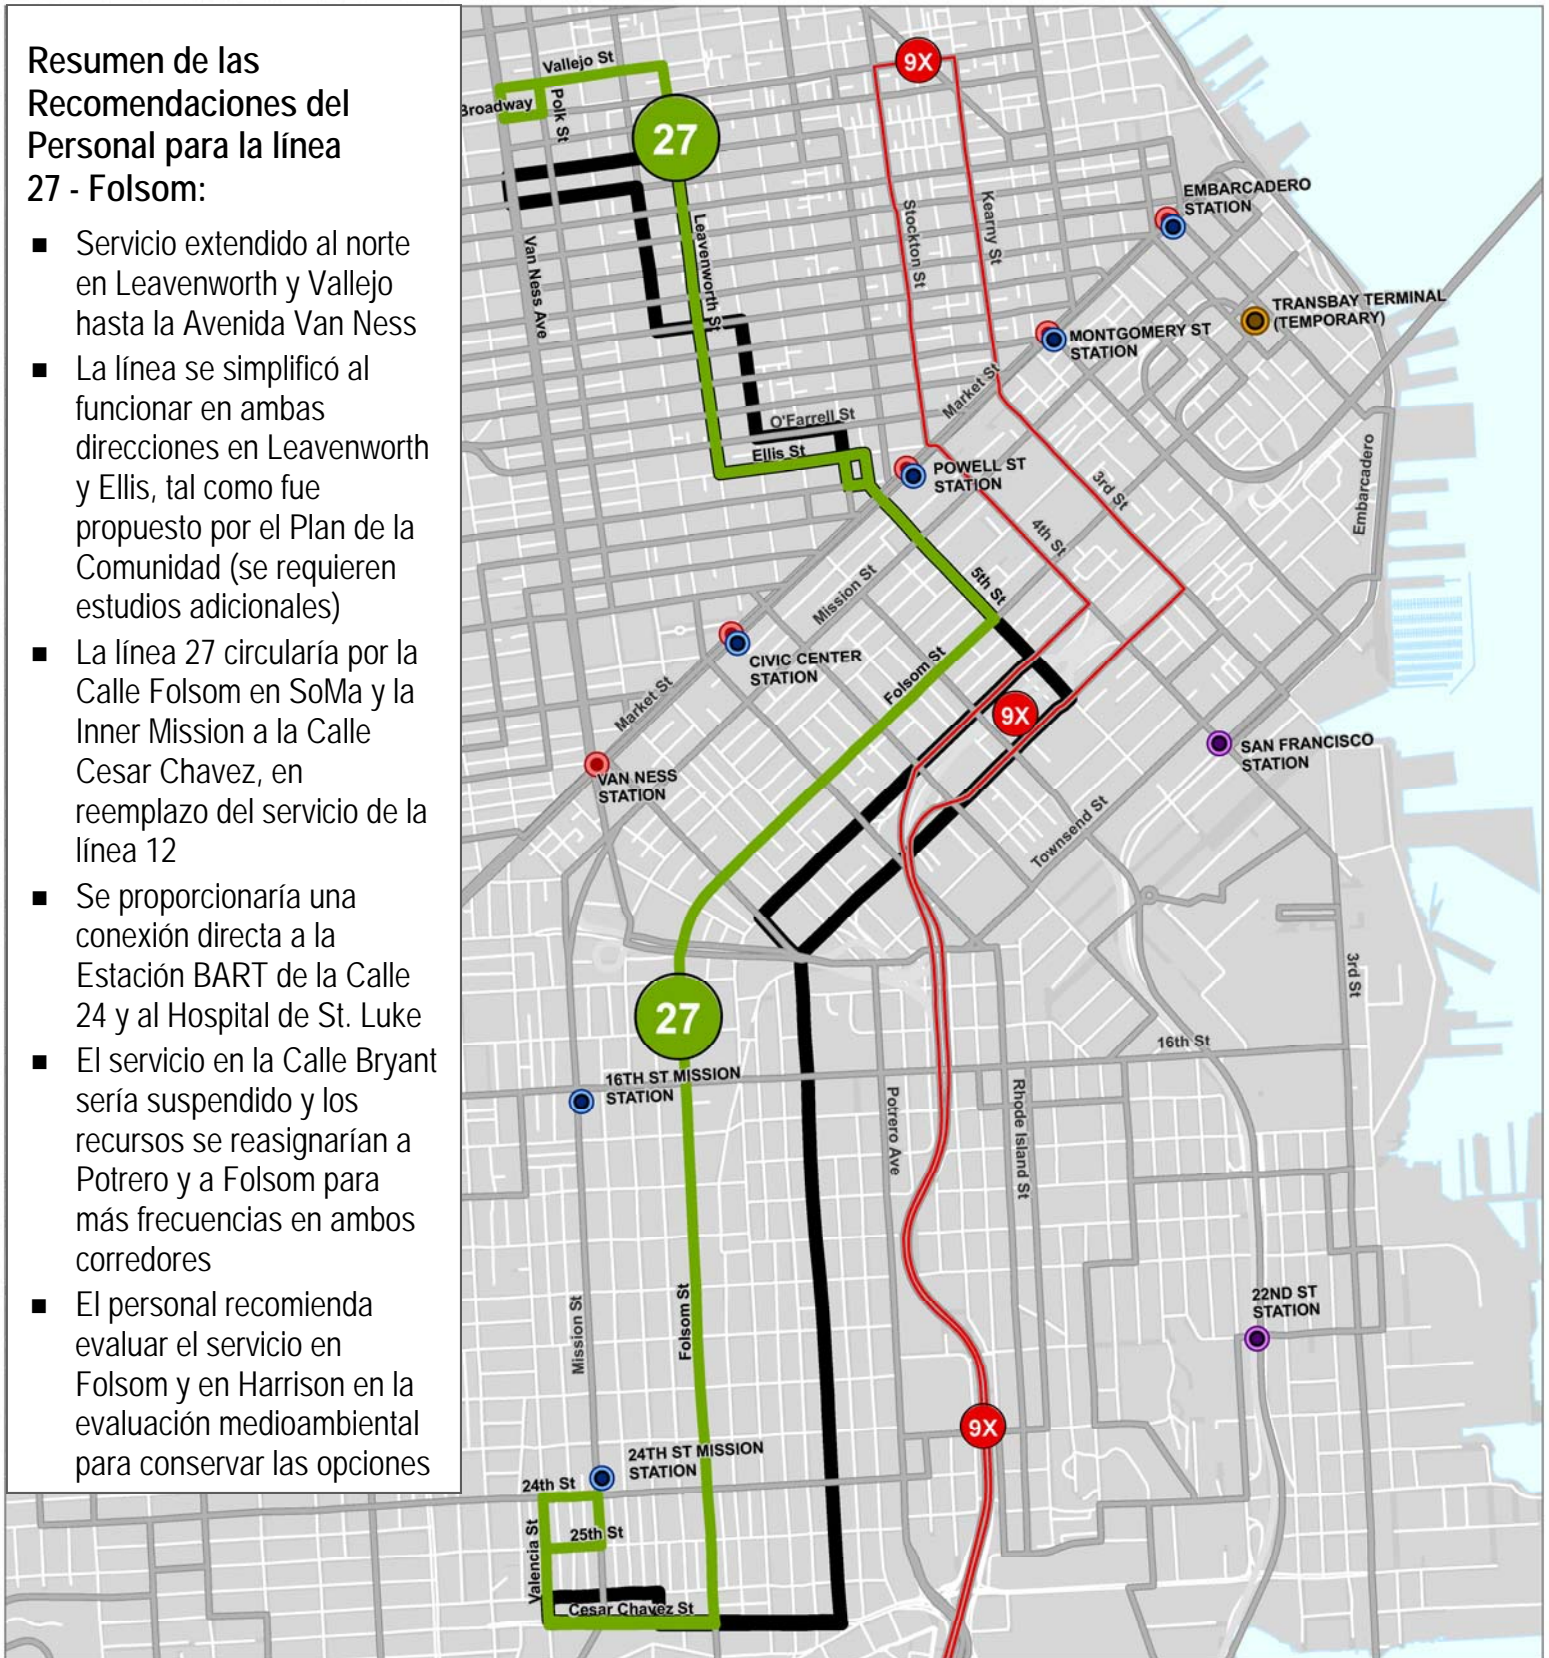 Resumen de las
Recomendaciones del
Personal para la línea
27 - Folsom:
■ Servicio extendido al norte
en Leavenworth y Vallejo
hasta la Avenida Van Ness
■ La línea se simplificó al
funcionar en ambas
direcciones en Leavenworth
y Ellis, tal como fue
propuesto por el Plan de la
Comunidad (se requieren
estudios adicionales)
■ La línea 27 circularía por la
Calle Folsom en SoMa y la
Inner Mission a la Calle
Cesar Chavez, en
reemplazo del servicio de la
línea 12
■ Se proporcionaría una
conexión directa a la
Estación BART de la Calle
24 y al Hospital de St. Luke
■ El servicio en la Calle Bryant
sería suspendido y los
recursos se reasignarían a
Potrero y a Folsom para
más frecuencias en ambos
corredores
■ El personal recomienda
evaluar el servicio en
Folsom y en Harrison en la
evaluación medioambiental
para conservar las opciones
Vallejo St
9X
Broadway
Polk St
27
Van Ness Ave
Leavenworth St
Stockton St
Kearny St
EMBARCADERO
STATION
TRANSBAY TERMINAL
(TEMPORARY)
MONTGOMERY ST
STATION
Market St
O'Farrell St
Ellis St
POWELL ST
STATION
3rd St
Embarcadero
4th St
5th St
Mission St
CIVIC CENTER
STATION
Folsom St
Market St
9X
SAN FRANCISCO
STATION
VAN NESS
STATION
Townsend St
3rd St
27
16th St
16TH ST MISSION
STATION
Potrero Ave
Rhode Island St
Mission St
Folsom St
22ND ST
STATION
9X
24TH ST MISSION
STATION
24th St
25th St
Valencia St
Cesar Chavez St